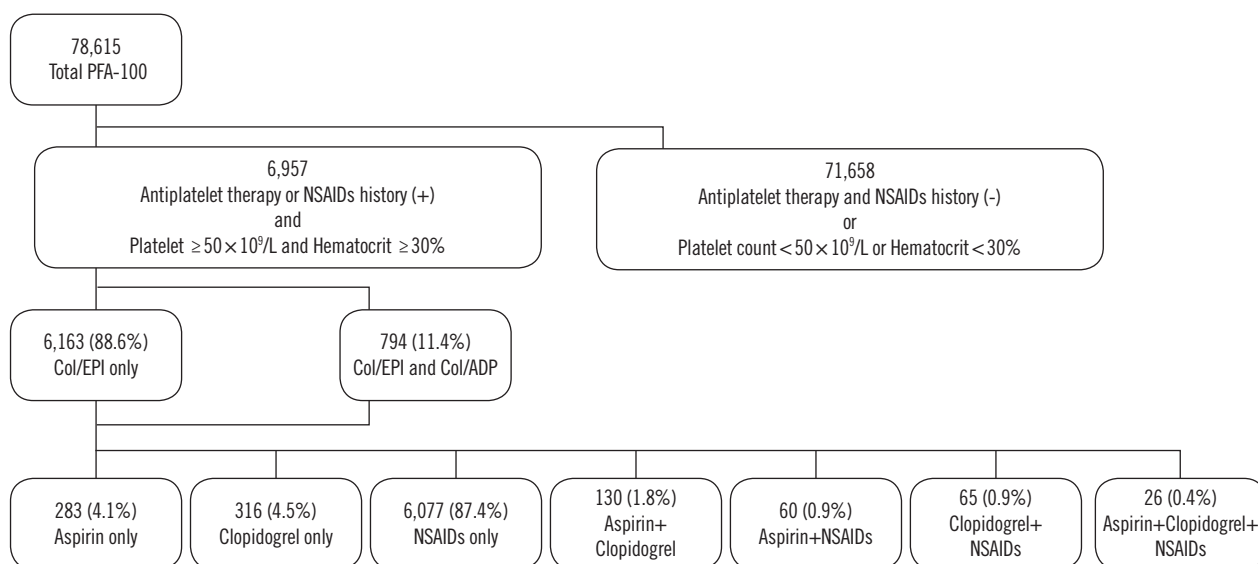 78,615
Total PFA-100
6,957
Antiplatelet therapy or NSAIDs history (+)
and
Platelet ≥50×10⁹/L and Hematocrit ≥30%
71,658
Antiplatelet therapy and NSAIDs history (-)
or
Platelet count<50×10⁹/L or Hematocrit<30%
6,163 (88.6%)
Col/EPI only
794 (11.4%)
Col/EPI and Col/ADP
283 (4.1%)
Aspirin only
316 (4.5%)
Clopidogrel only
6,077 (87.4%)
NSAIDs only
130 (1.8%)
Aspirin+
Clopidogrel
60 (0.9%)
Aspirin+NSAIDs
65 (0.9%)
Clopidogrel+
NSAIDs
26 (0.4%)
Aspirin+Clopidogrel+
NSAIDs